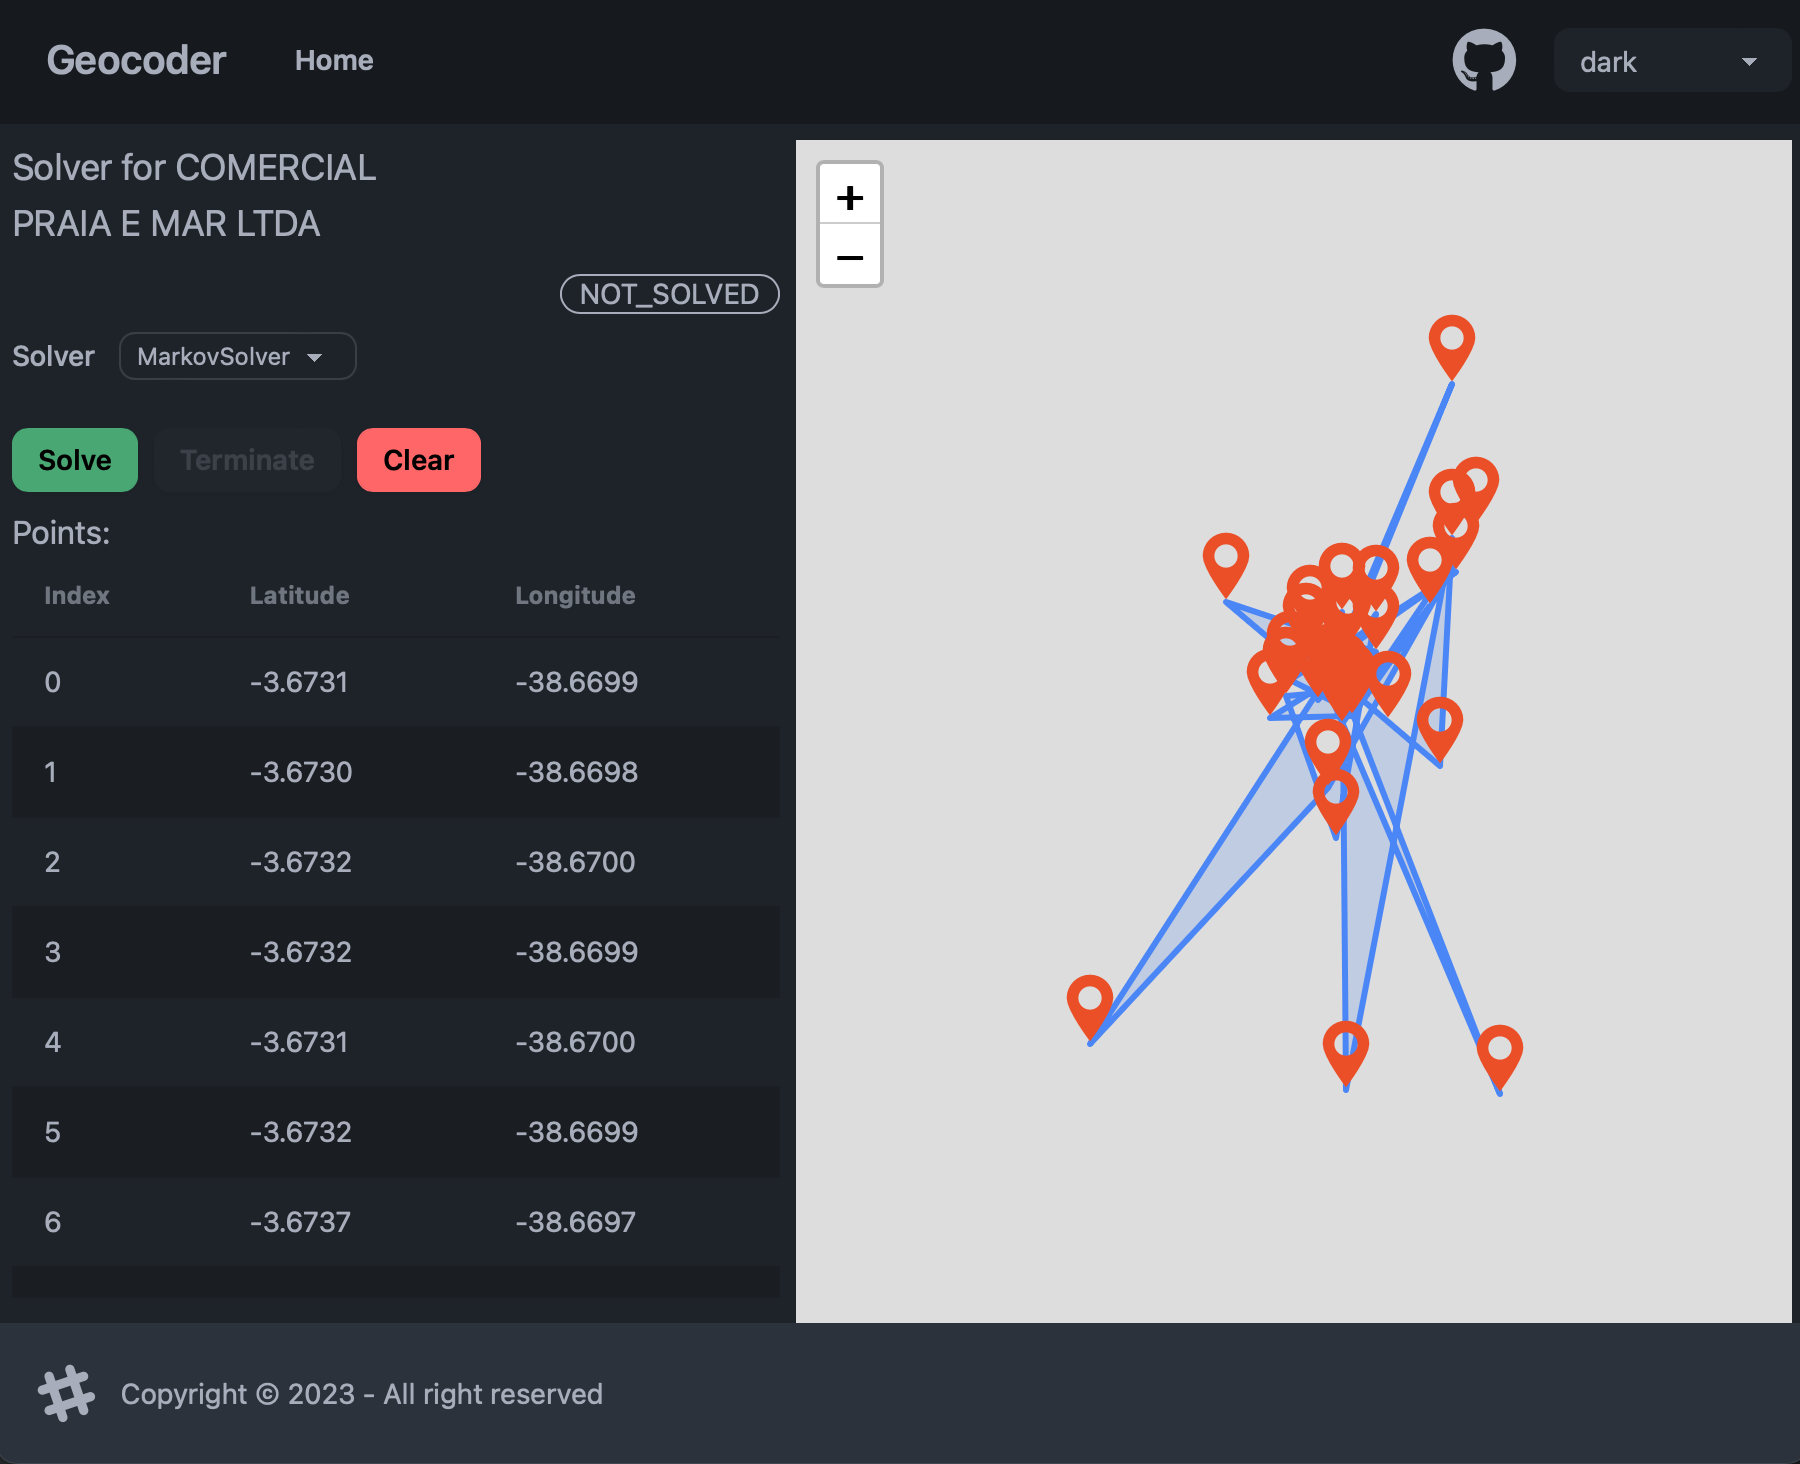 Geocoder
Home
dark
Solver for COMERCIAL
PRAIA E MAR LTDA
NOT_SOLVED
Solver MarkovSolver
Solve Terminate Clear
Points:
Index Latitude Longitude
0 -3.6731 -38.6699
1 -3.6730 -38.6698
2 -3.6732 -38.6700
3 -3.6732 -38.6699
4 -3.6731 -38.6700
5 -3.6732 -38.6699
6 -3.6737 -38.6697
+
−
Copyright © 2023 - All right reserved